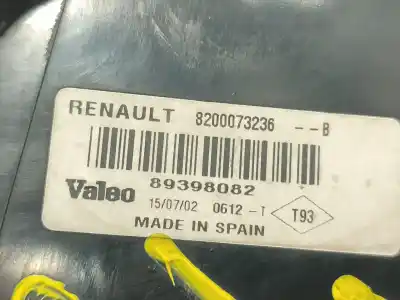 RENAULT 8200073236 --B
89398082
Valeo 15/07/02 0612-T T93
MADE IN SPAIN